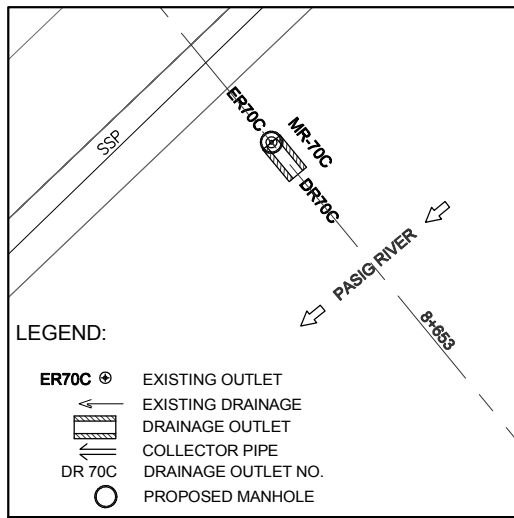 SSP
ER70C
MR-70C
DR70C
PASIG RIVER
8+653
LEGEND:
ER70C EXISTING OUTLET
EXISTING DRAINAGE
DRAINAGE OUTLET
COLLECTOR PIPE
DR 70C DRAINAGE OUTLET NO.
PROPOSED MANHOLE